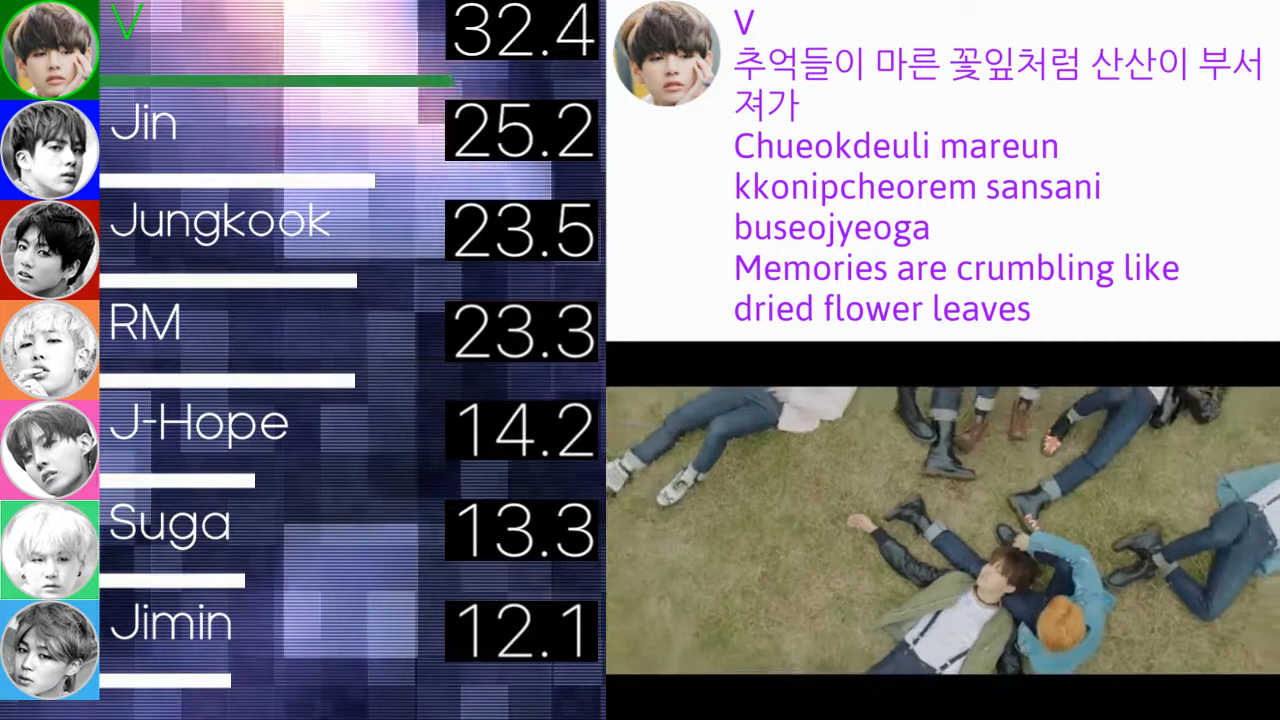 V
32.4
Jin
25.2
Jungkook
23.5
RM
23.3
J-Hope
14.2
Suga
13.3
Jimin
12.1
V
추억들이 마른 꽃잎처럼 산산이 부서
져가
Chueokdeuli mareun
kkonipcheorem sansani
buseojyeoga
Memories are crumbling like
dried flower leaves